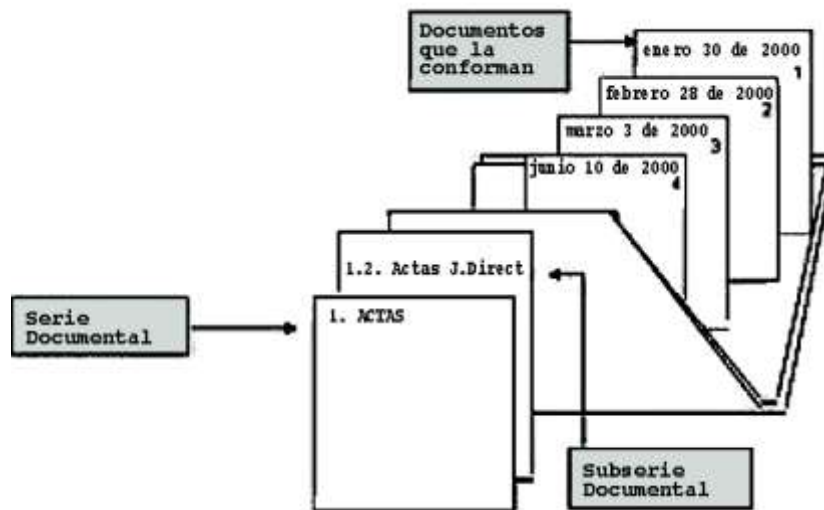 Documentos
que la
conforman
enero 30 de 2000
1
febrero 28 de 2000
2
marzo 3 de 2000
3
junio 10 de 2000
4
1.2. Actas J.Direct
1. ACTAS
Serie
Documental
Subserie
Documental